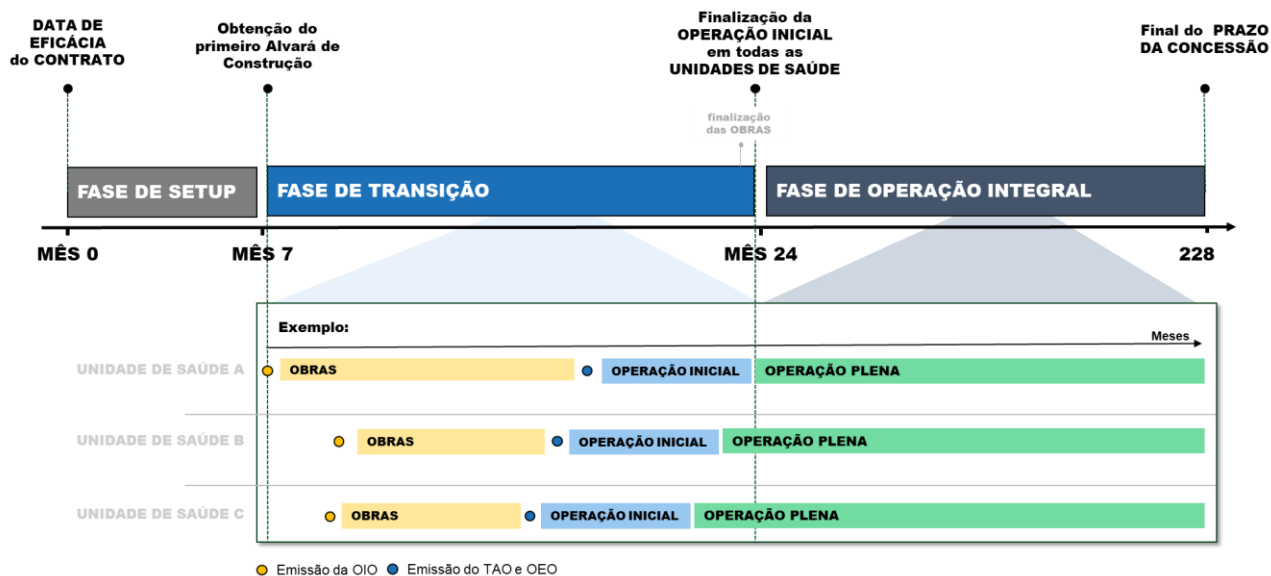 DATA DE
EFICÁCIA
do CONTRATO
Obtenção do
primeiro Alvará de
Construção
Finalização da
OPERAÇÃO INICIAL
em todas as
UNIDADES DE SAÚDE
Final do PRAZO
DA CONCESSÃO
finalização
das OBRAS
FASE DE SETUP
FASE DE TRANSIÇÃO
FASE DE OPERAÇÃO INTEGRAL
MÊS 0
MÊS 7
MÊS 24
228
Exemplo:
Meses
UNIDADE DE SAÚDE A
OBRAS
OPERAÇÃO INICIAL
OPERAÇÃO PLENA
UNIDADE DE SAÚDE B
OBRAS
OPERAÇÃO INICIAL
OPERAÇÃO PLENA
UNIDADE DE SAÚDE C
OBRAS
OPERAÇÃO INICIAL
OPERAÇÃO PLENA
Emissão da OIO
Emissão do TAO e OEO